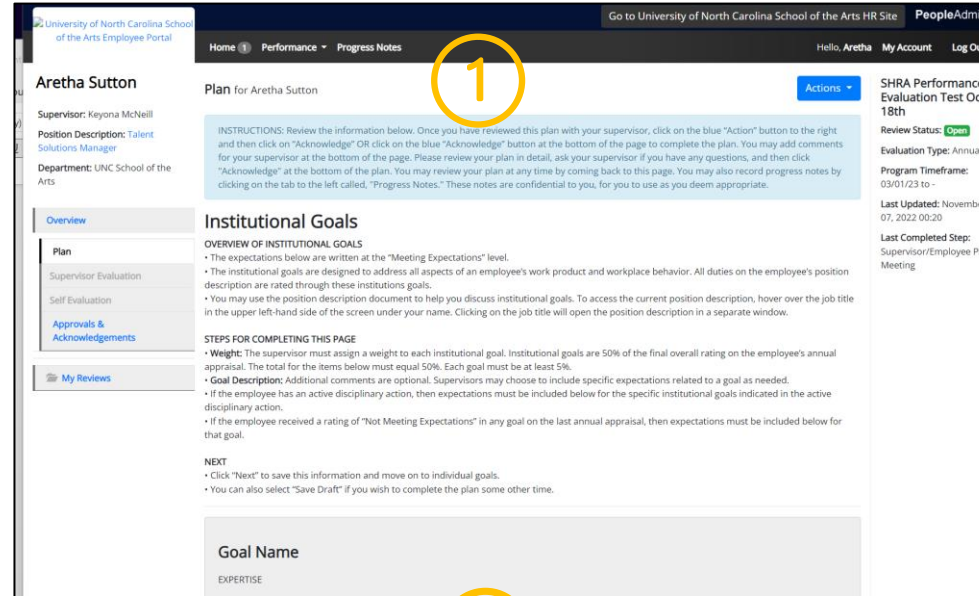 Go to University of North Carolina School of the Arts HR Site PeopleAdmi
University of North Carolina School
of the Arts Employee Portal
Home 1 Performance Progress Notes
Hello, Aretha My Account Log Ou
Aretha Sutton
Supervisor: Keyona McNeill
Position Description: Talent
Solutions Manager
Department: UNC School of the
Arts
Overview
Plan
Supervisor Evaluation
Self Evaluation
Approvals &
Acknowledgements
My Reviews
Plan for Aretha Sutton
1
Actions
INSTRUCTIONS: Review the information below. Once you have reviewed this plan with your supervisor, click on the blue "Action" button to the right
and then click on "Acknowledge" OR click on the blue "Acknowledge" button at the bottom of the page to complete the plan. You may add comments
for your supervisor at the bottom of the page. Please review your plan in detail, ask your supervisor if you have any questions, and then click
"Acknowledge" at the bottom of the plan. You may review your plan at any time by coming back to this page. You may also record progress notes by
clicking on the tab to the left called, "Progress Notes." These notes are confidential to you, for you to use as you deem appropriate.
Institutional Goals
OVERVIEW OF INSTITUTIONAL GOALS
• The expectations below are written at the "Meeting Expectations" level.
• The institutional goals are designed to address all aspects of an employee's work product and workplace behavior. All duties on the employee's position
description are rated through these institutions goals.
• You may use the position description document to help you discuss institutional goals. To access the current position description, hover over the job title
in the upper left-hand side of the screen under your name. Clicking on the job title will open the position description in a separate window.
STEPS FOR COMPLETING THIS PAGE
• Weight: The supervisor must assign a weight to each institutional goal. Institutional goals are 50% of the final overall rating on the employee's annual
appraisal. The total for the items below must equal 50%. Each goal must be at least 5%.
• Goal Description: Additional comments are optional. Supervisors may choose to include specific expectations related to a goal as needed.
• If the employee has an active disciplinary action, then expectations must be included below for the specific institutional goals indicated in the active
disciplinary action.
• If the employee received a rating of "Not Meeting Expectations" in any goal on the last annual appraisal, then expectations must be included below for
that goal.
NEXT
• Click "Next" to save this information and move on to individual goals.
• You can also select "Save Draft" if you wish to complete the plan some other time.
Goal Name
EXPERTISE
SHRA Performance
Evaluation Test Oc
18th
Review Status: Open
Evaluation Type: Annua
Program Timeframe:
03/01/23 to -
Last Updated: Novembe
07, 2022 00:20
Last Completed Step:
Supervisor/Employee P
Meeting